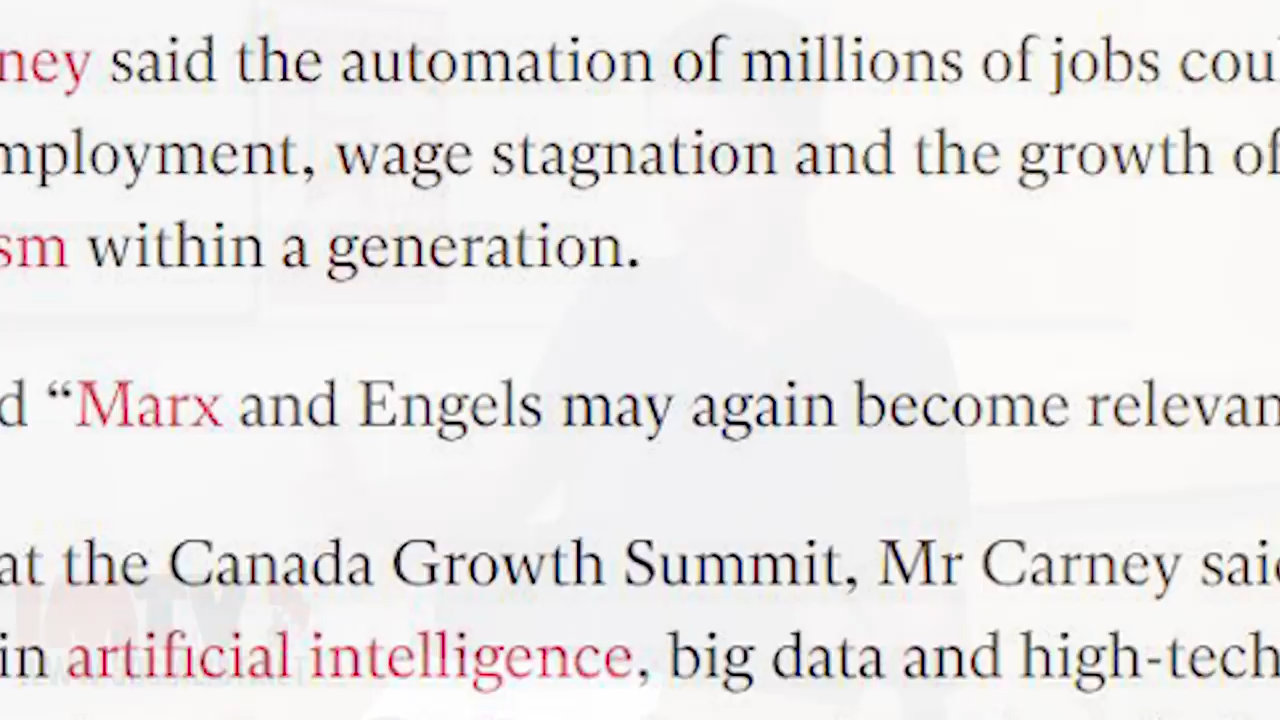 ney said the automation of millions of jobs cou
mployment, wage stagnation and the growth of
sm within a generation.
d “Marx and Engels may again become relevan
at the Canada Growth Summit, Mr Carney said
in artificial intelligence, big data and high-tech